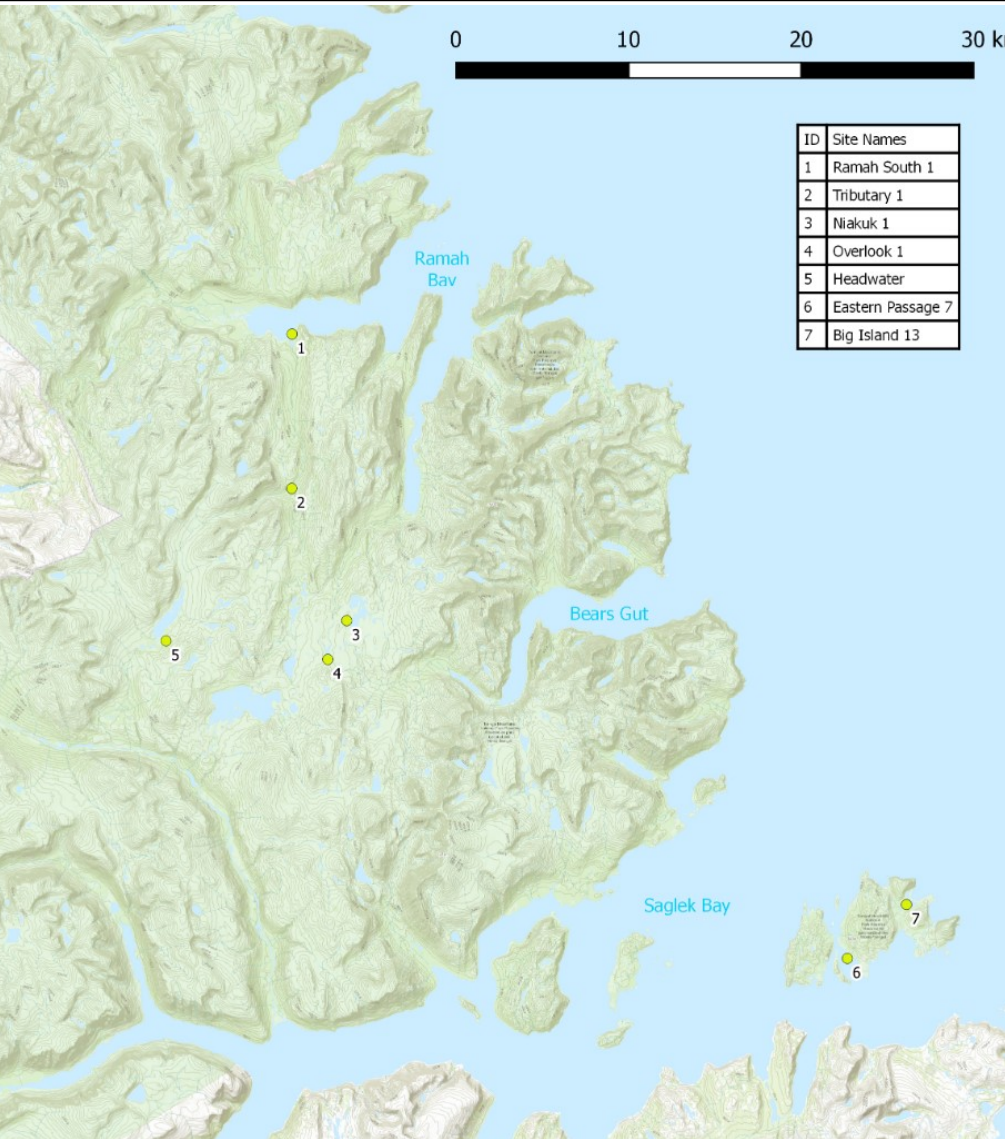 0 10 20 30 k
ID Site Names
1 Ramah South 1
2 Tributary 1
3 Niakuk 1
4 Overlook 1
5 Headwater
6 Eastern Passage 7
7 Big Island 13
Ramah
Bay
1
2
Bears Gut
3
5
4
Saglek Bay
7
6